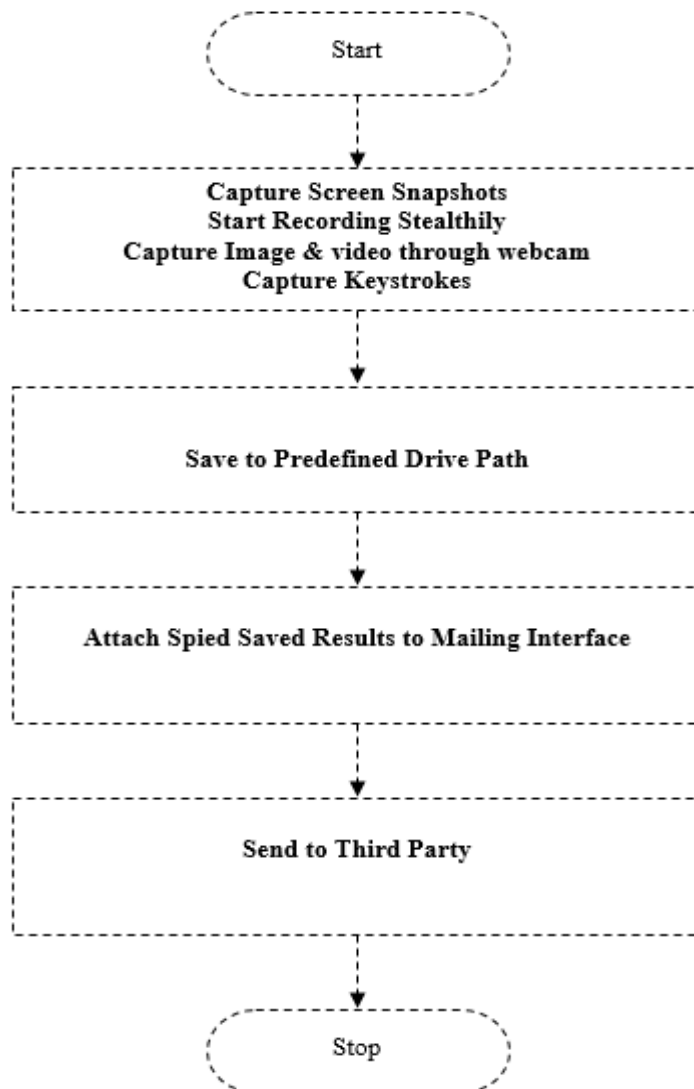 Start
Capture Screen Snapshots
Start Recording Stealthily
Capture Image & video through webcam
Capture Keystrokes
Save to Predefined Drive Path
Attach Spied Saved Results to Mailing Interface
Send to Third Party
Stop